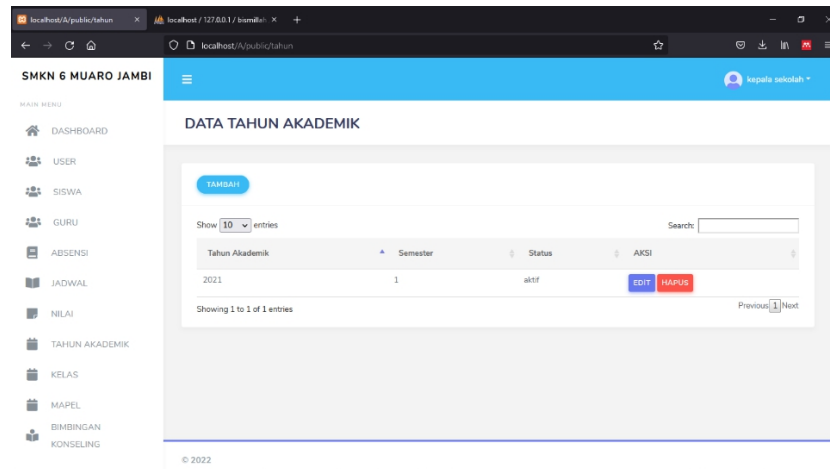 localhost/A/public/tahun
localhost / 127.0.0.1 / bismillah
localhost/A/public/tahun
SMKN 6 MUARO JAMBI
kepala sekolah
MAIN MENU
DASHBOARD
USER
SISWA
GURU
ABSENSI
JADWAL
NILAI
TAHUN AKADEMIK
KELAS
MAPEL
BIMBINGAN
KONSELING
DATA TAHUN AKADEMIK
TAMBAH
Show 10 entries
Search:
Tahun Akademik Semester Status AKSI
2021 1 aktif EDIT HAPUS
Showing 1 to 1 of 1 entries
Previous 1 Next
© 2022